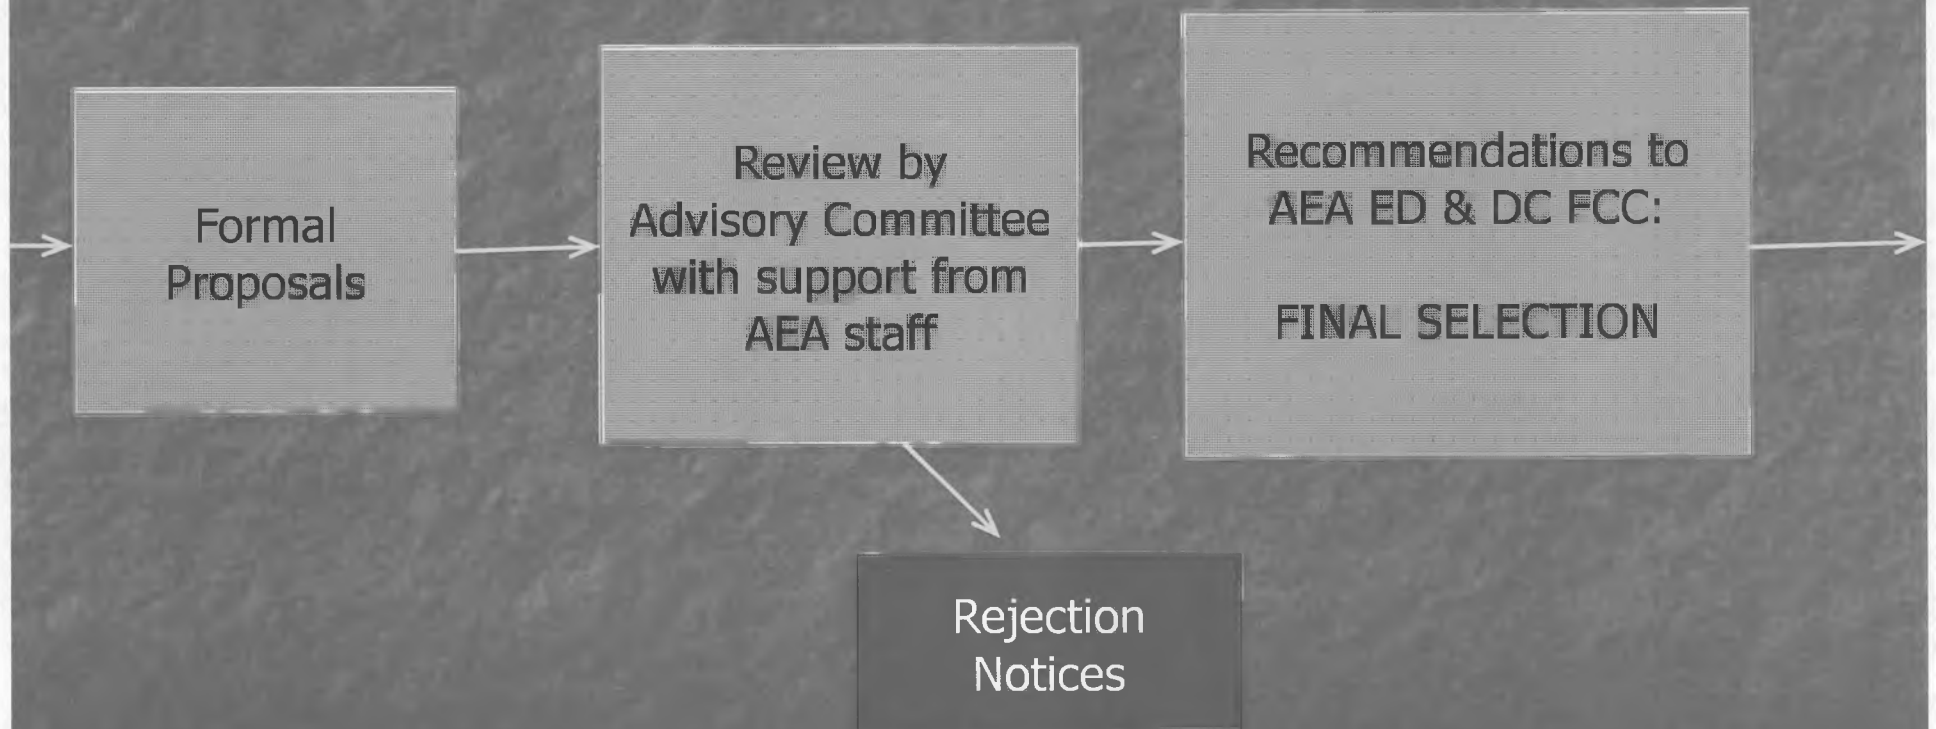 Formal
Proposals
Review by
Advisory Committee
with support from
AEA staff
Recommendations to
AEA ED & DC FCC:
FINAL SELECTION
Rejection
Notices